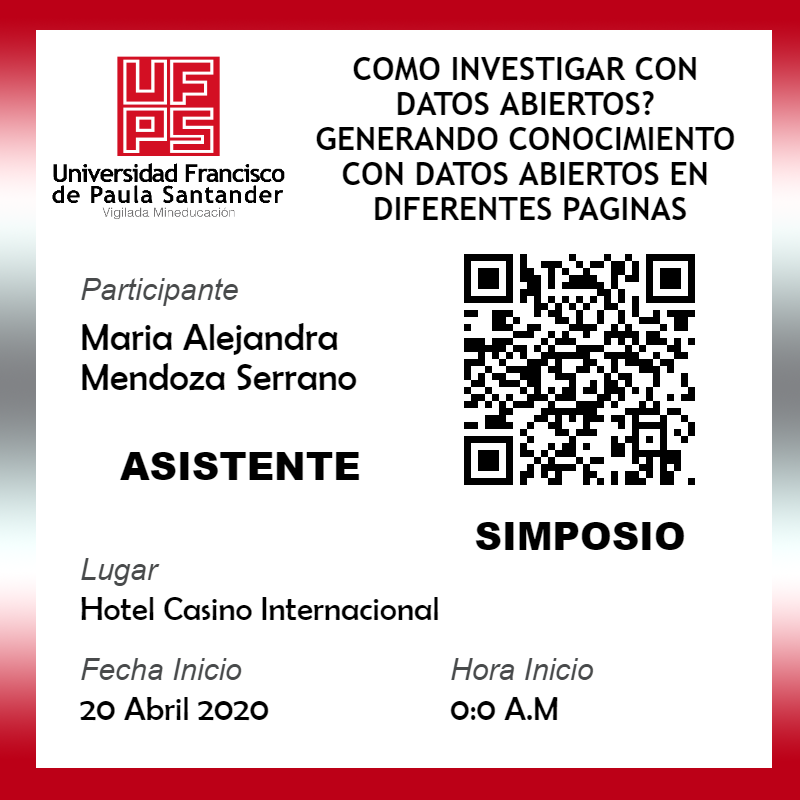 UF
PS
Universidad Francisco
de Paula Santander
Vigilada Mineducación
COMO INVESTIGAR CON
DATOS ABIERTOS?
GENERANDO CONOCIMIENTO
CON DATOS ABIERTOS EN
DIFERENTES PAGINAS
Participante
Maria Alejandra
Mendoza Serrano
ASISTENTE
SIMPOSIO
Lugar
Hotel Casino Internacional
Fecha Inicio
20 Abril 2020
Hora Inicio
0:0 A.M